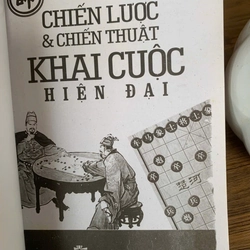 CHIẾN LƯỢC
& CHIẾN THUẬT
KHAI CUỘC
HIỆN ĐẠI